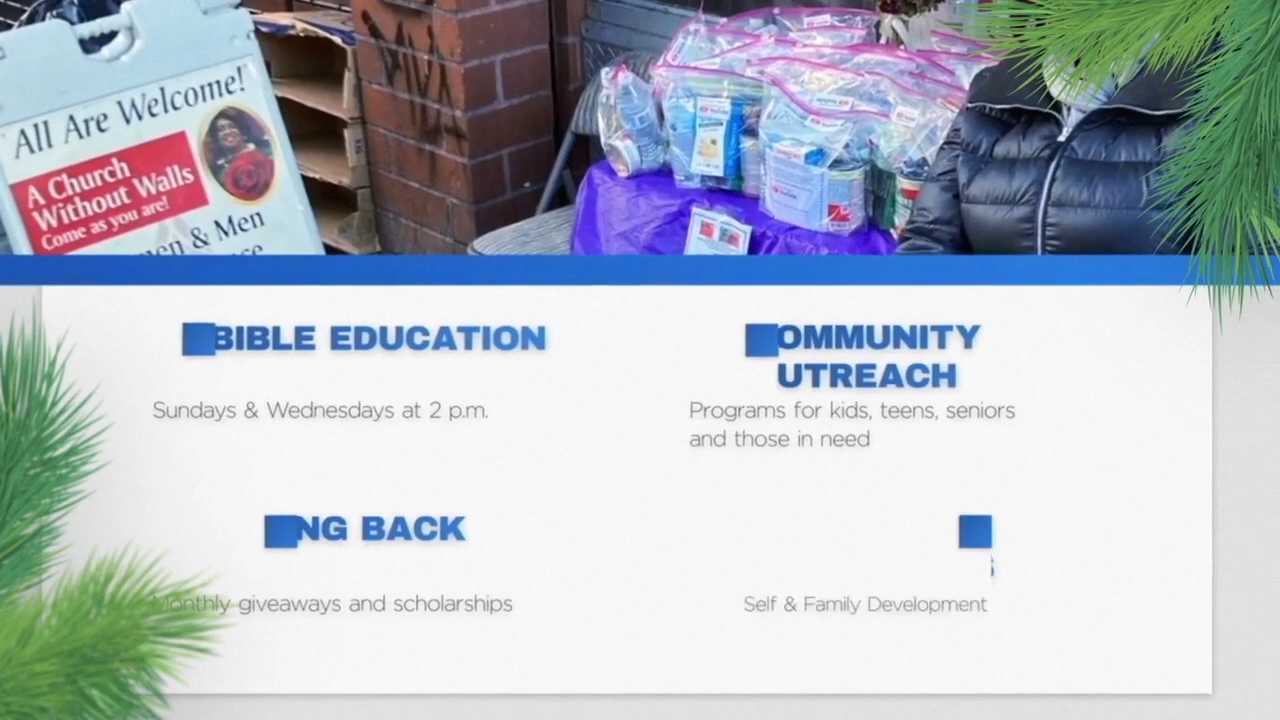 All Are Welcome!
A Church
Without Walls
Come as you are!
men & Men
BIBLE EDUCATION
Sundays & Wednesdays at 2 p.m.
OMMUNITY
UTREACH
Programs for kids, teens, seniors
and those in need
NG BACK
Monthly giveaways and scholarships
Self & Family Development